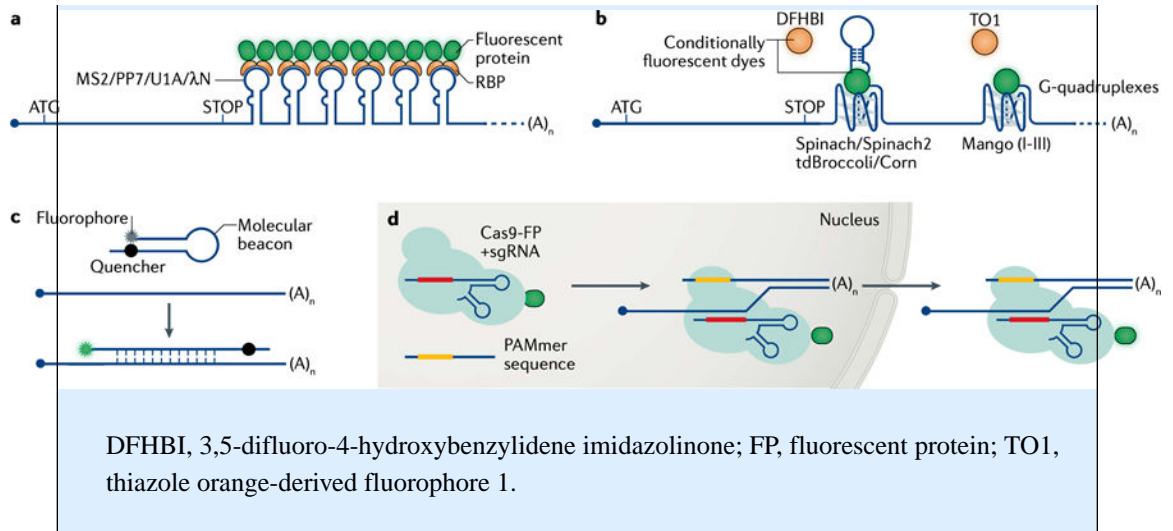 a
Fluorescent
protein
MS2/PP7/U1A/λN
RBP
ATG
STOP
(A)n
b
DFHBI
TO1
Conditionally
fluorescent dyes
G-quadruplexes
ATG
STOP
(A)n
Spinach/Spinach2
tdBroccoli/Corn
Mango (I-III)
c
Fluorophore
Molecular
beacon
Quencher
(A)n
(A)n
d
Nucleus
Cas9-FP
+sgRNA
(A)n
(A)n
PAMmer
sequence
DFHBI, 3,5-difluoro-4-hydroxybenzylidene imidazolinone; FP, fluorescent protein; TO1,
thiazole orange-derived fluorophore 1.